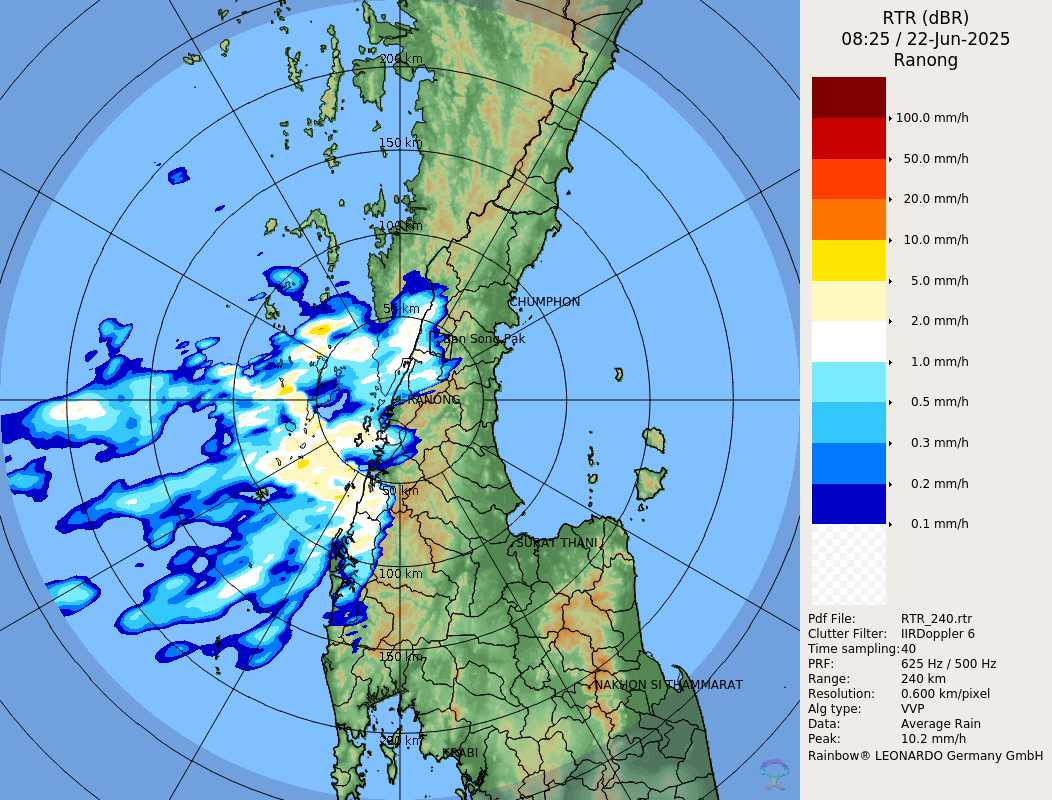 RTR (dBR)
08:25 / 22-Jun-2025
Ranong
100.0 mm/h
50.0 mm/h
20.0 mm/h
10.0 mm/h
5.0 mm/h
2.0 mm/h
1.0 mm/h
0.5 mm/h
0.3 mm/h
0.2 mm/h
0.1 mm/h
Pdf File: RTR_240.rtr
Clutter Filter: IIRDoppler 6
Time sampling:40
PRF: 625 Hz / 500 Hz
Range: 240 km
Resolution: 0.600 km/pixel
Alg type: VVP
Data: Average Rain
Peak: 10.2 mm/h
Rainbow® LEONARDO Germany GmbH
200 km
150 km
100 km
CHUMPHON
50 km
Ban Song Pak
RANONG
50 km
SURAT THANI
100 km
150 km
NAKHON SI THAMMARAT
200 km
KRABI